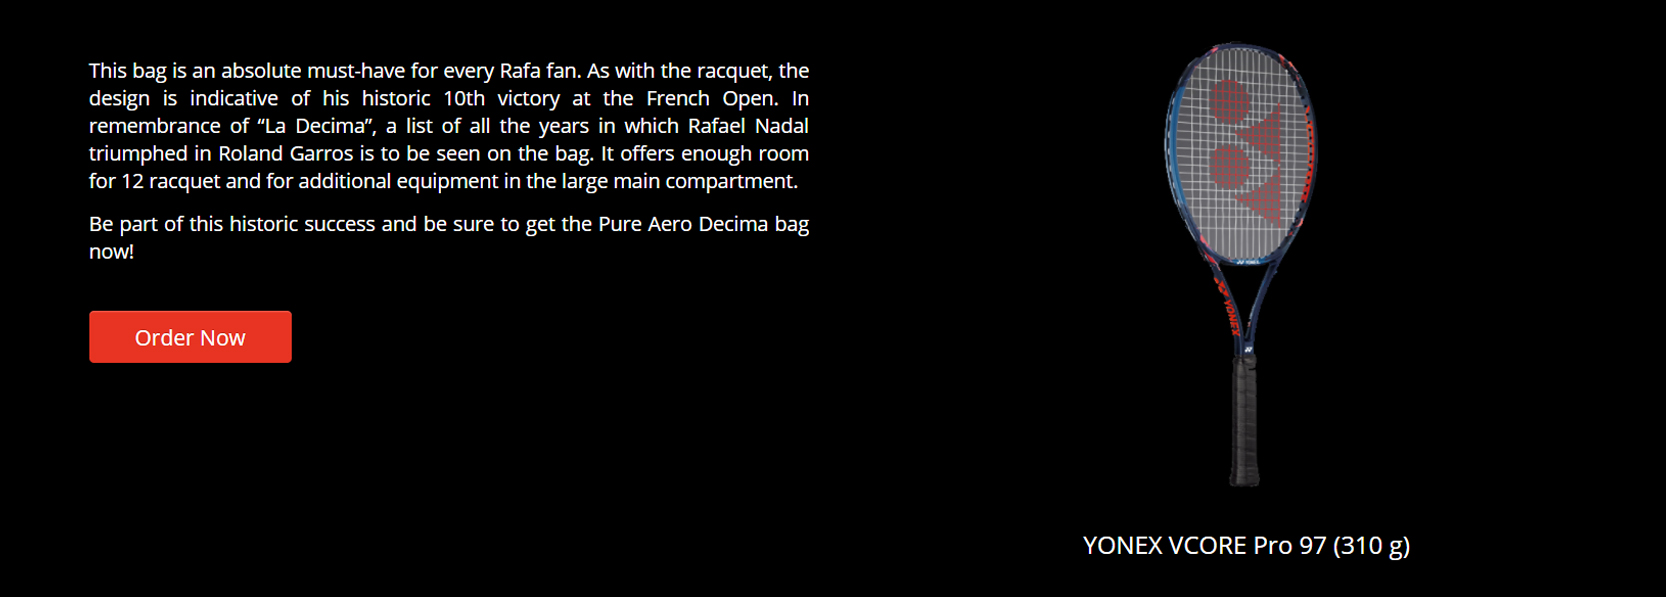 This bag is an absolute must-have for every Rafa fan. As with the racquet, the
design is indicative of his historic 10th victory at the French Open. In
remembrance of “La Decima”, a list of all the years in which Rafael Nadal
triumphed in Roland Garros is to be seen on the bag. It offers enough room
for 12 racquet and for additional equipment in the large main compartment.
Be part of this historic success and be sure to get the Pure Aero Decima bag
now!
Order Now
YONEX
YONEX VCORE Pro 97 (310 g)